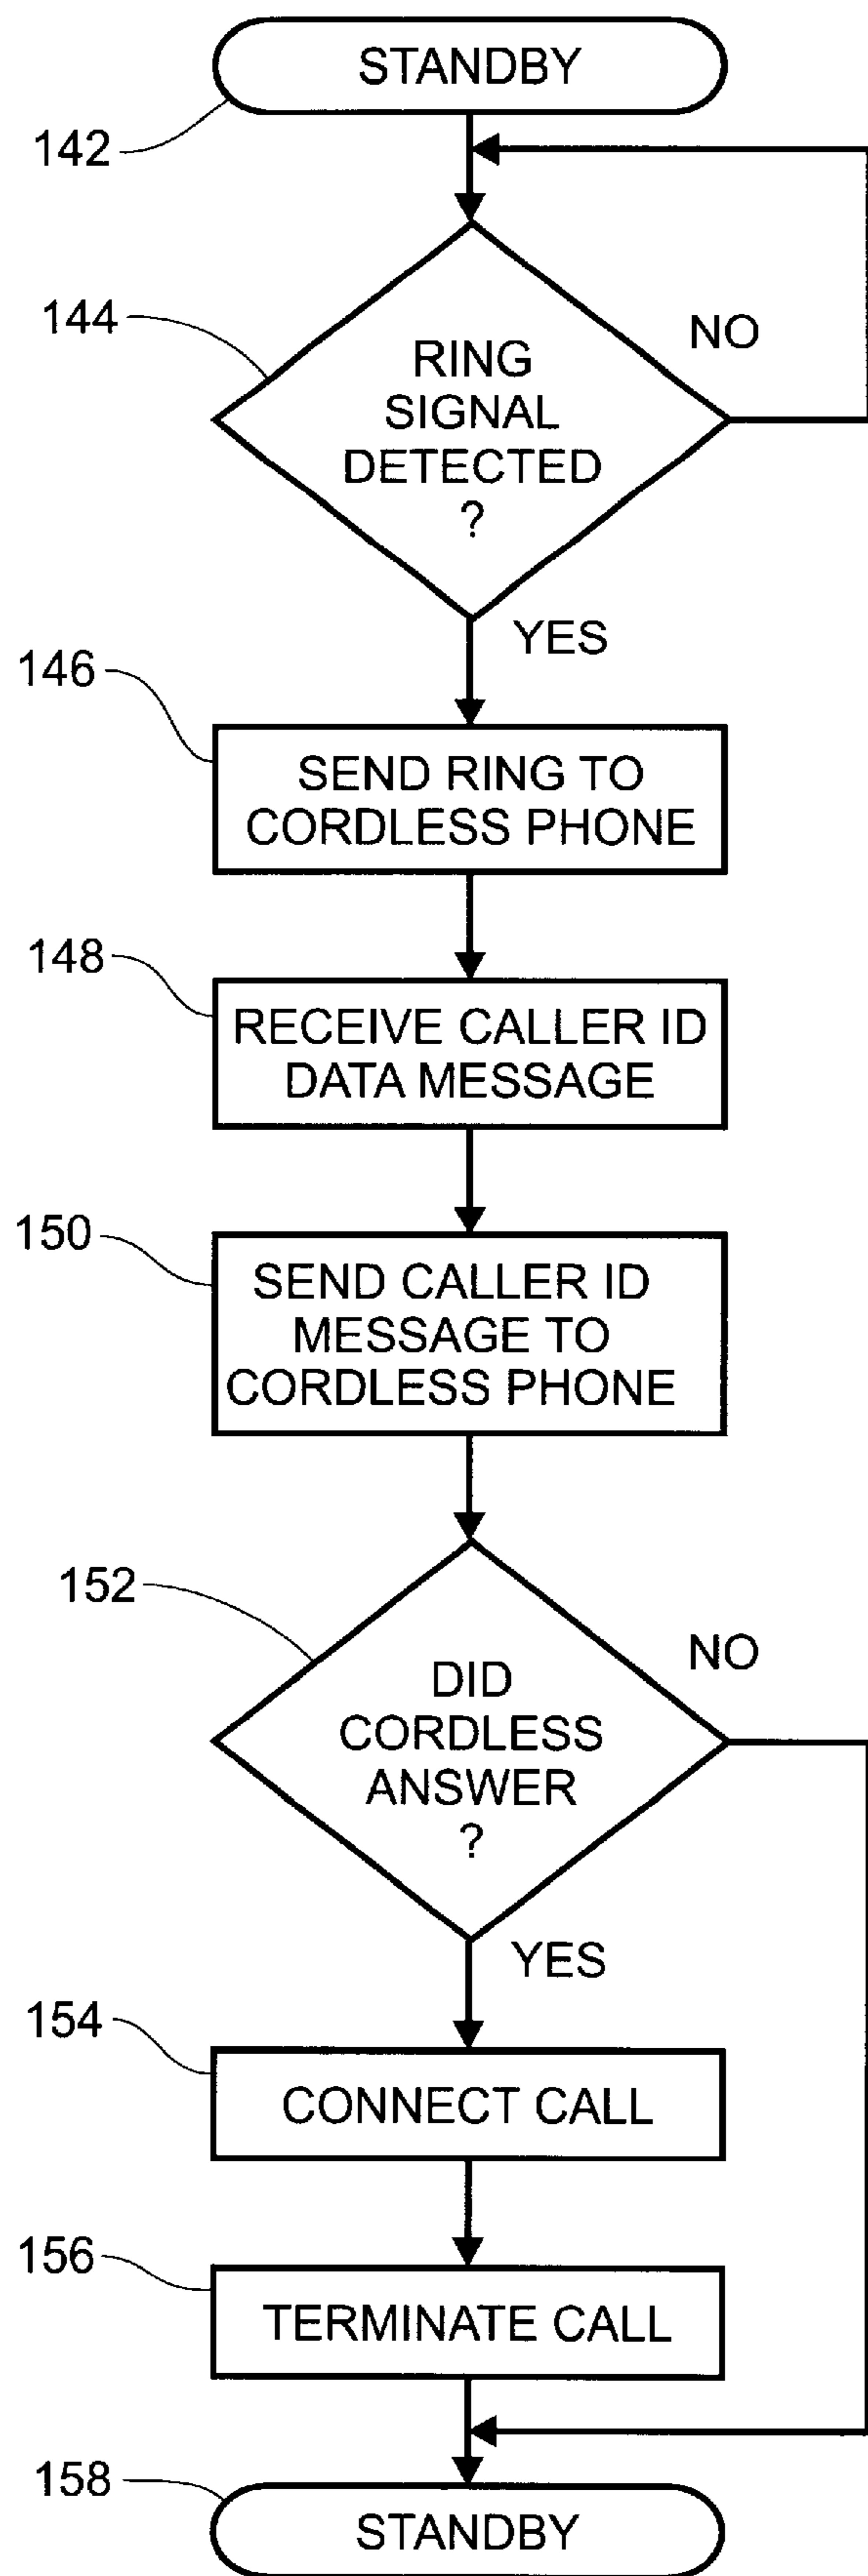 STANDBY
142
144
NO
RING
SIGNAL
DETECTED
?
YES
146
SEND RING TO
CORDLESS PHONE
148
RECEIVE CALLER ID
DATA MESSAGE
150
SEND CALLER ID
MESSAGE TO
CORDLESS PHONE
152
NO
DID
CORDLESS
ANSWER
?
YES
154
CONNECT CALL
156
TERMINATE CALL
158
STANDBY